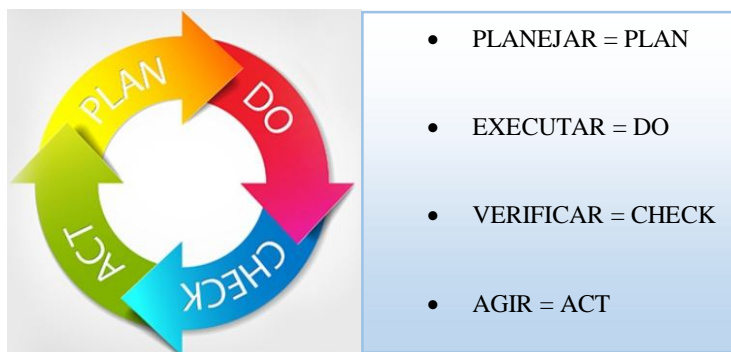 PLAN
DO
CHECK
ACT
• PLANEJAR = PLAN
• EXECUTAR = DO
• VERIFICAR = CHECK
• AGIR = ACT